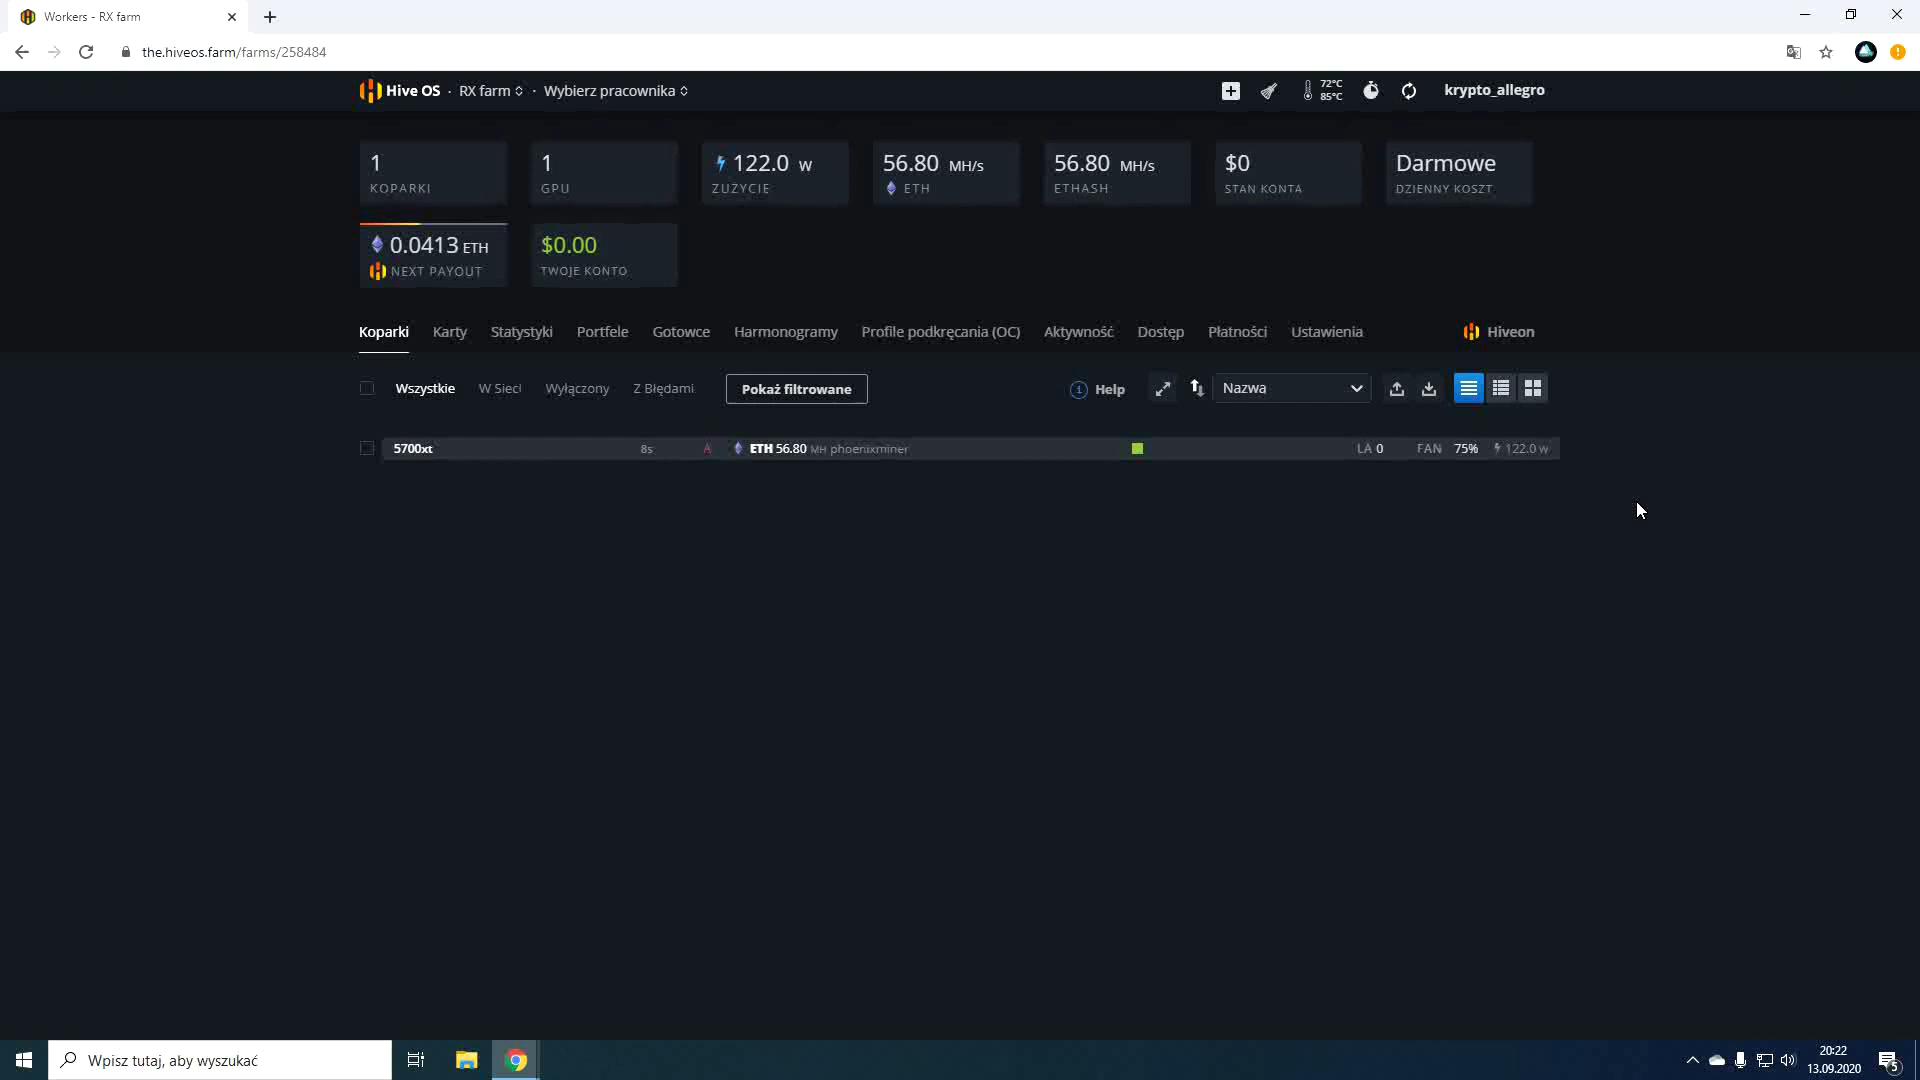 Workers - RX farm
the.hiveos.farm/farms/258484
Hive OS · RX farm · Wybierz pracownika
72°C
85°C
krypto_allegro
1
KOPARKI
1
GPU
122.0 W
ZUŻYCIE
56.80 MH/s
ETH
56.80 MH/s
ETHASH
$0
STAN KONTA
Darmowe
DZIENNY KOSZT
0.0413 ETH
NEXT PAYOUT
$0.00
TWOJE KONTO
Koparki Karty Statystyki Portfele Gotowce Harmonogramy Profile podkręcania (OC) Aktywność Dostęp Płatności Ustawienia Hiveon
Wszystkie W Sieci Wyłączony Z Błędami Pokaż filtrowane Help Nazwa
5700xt 8s A ETH 56.80 MH phoenixminer LA 0 FAN 75% 122.0 W
Wpisz tutaj, aby wyszukać
20:22
13.09.2020
5